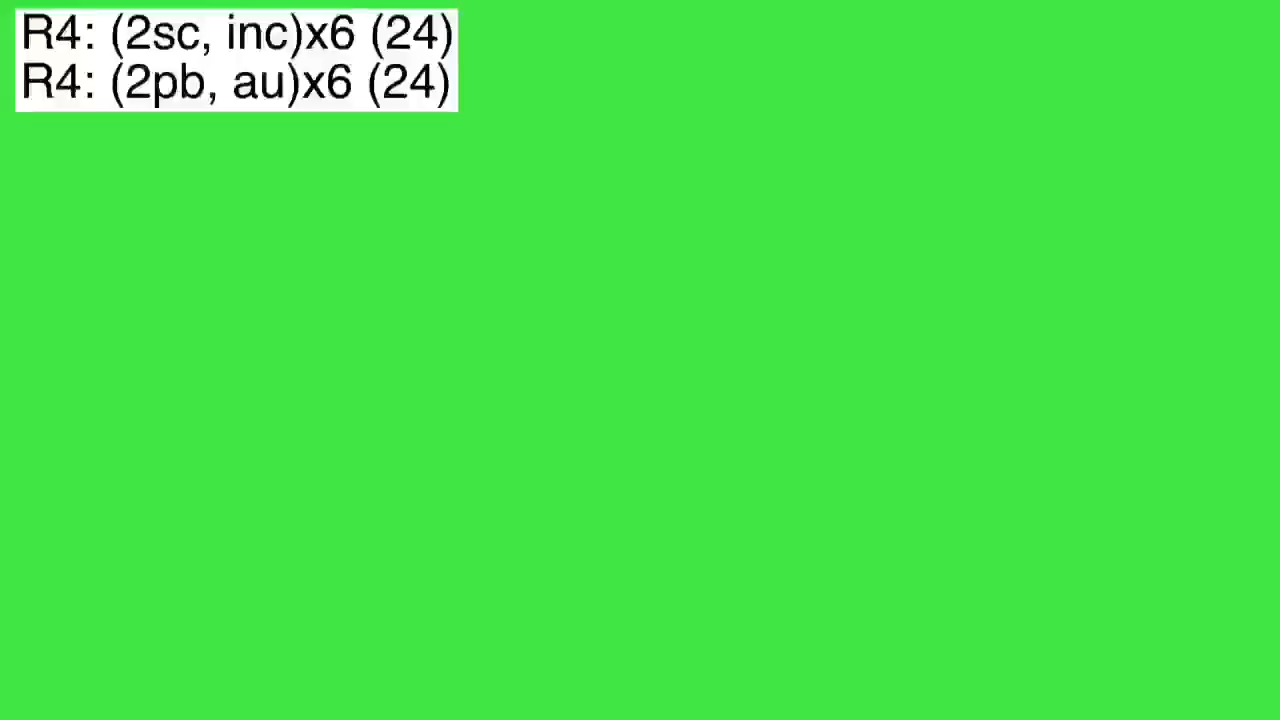 R4: (2sc, inc)x6 (24)
R4: (2pb, au)x6 (24)